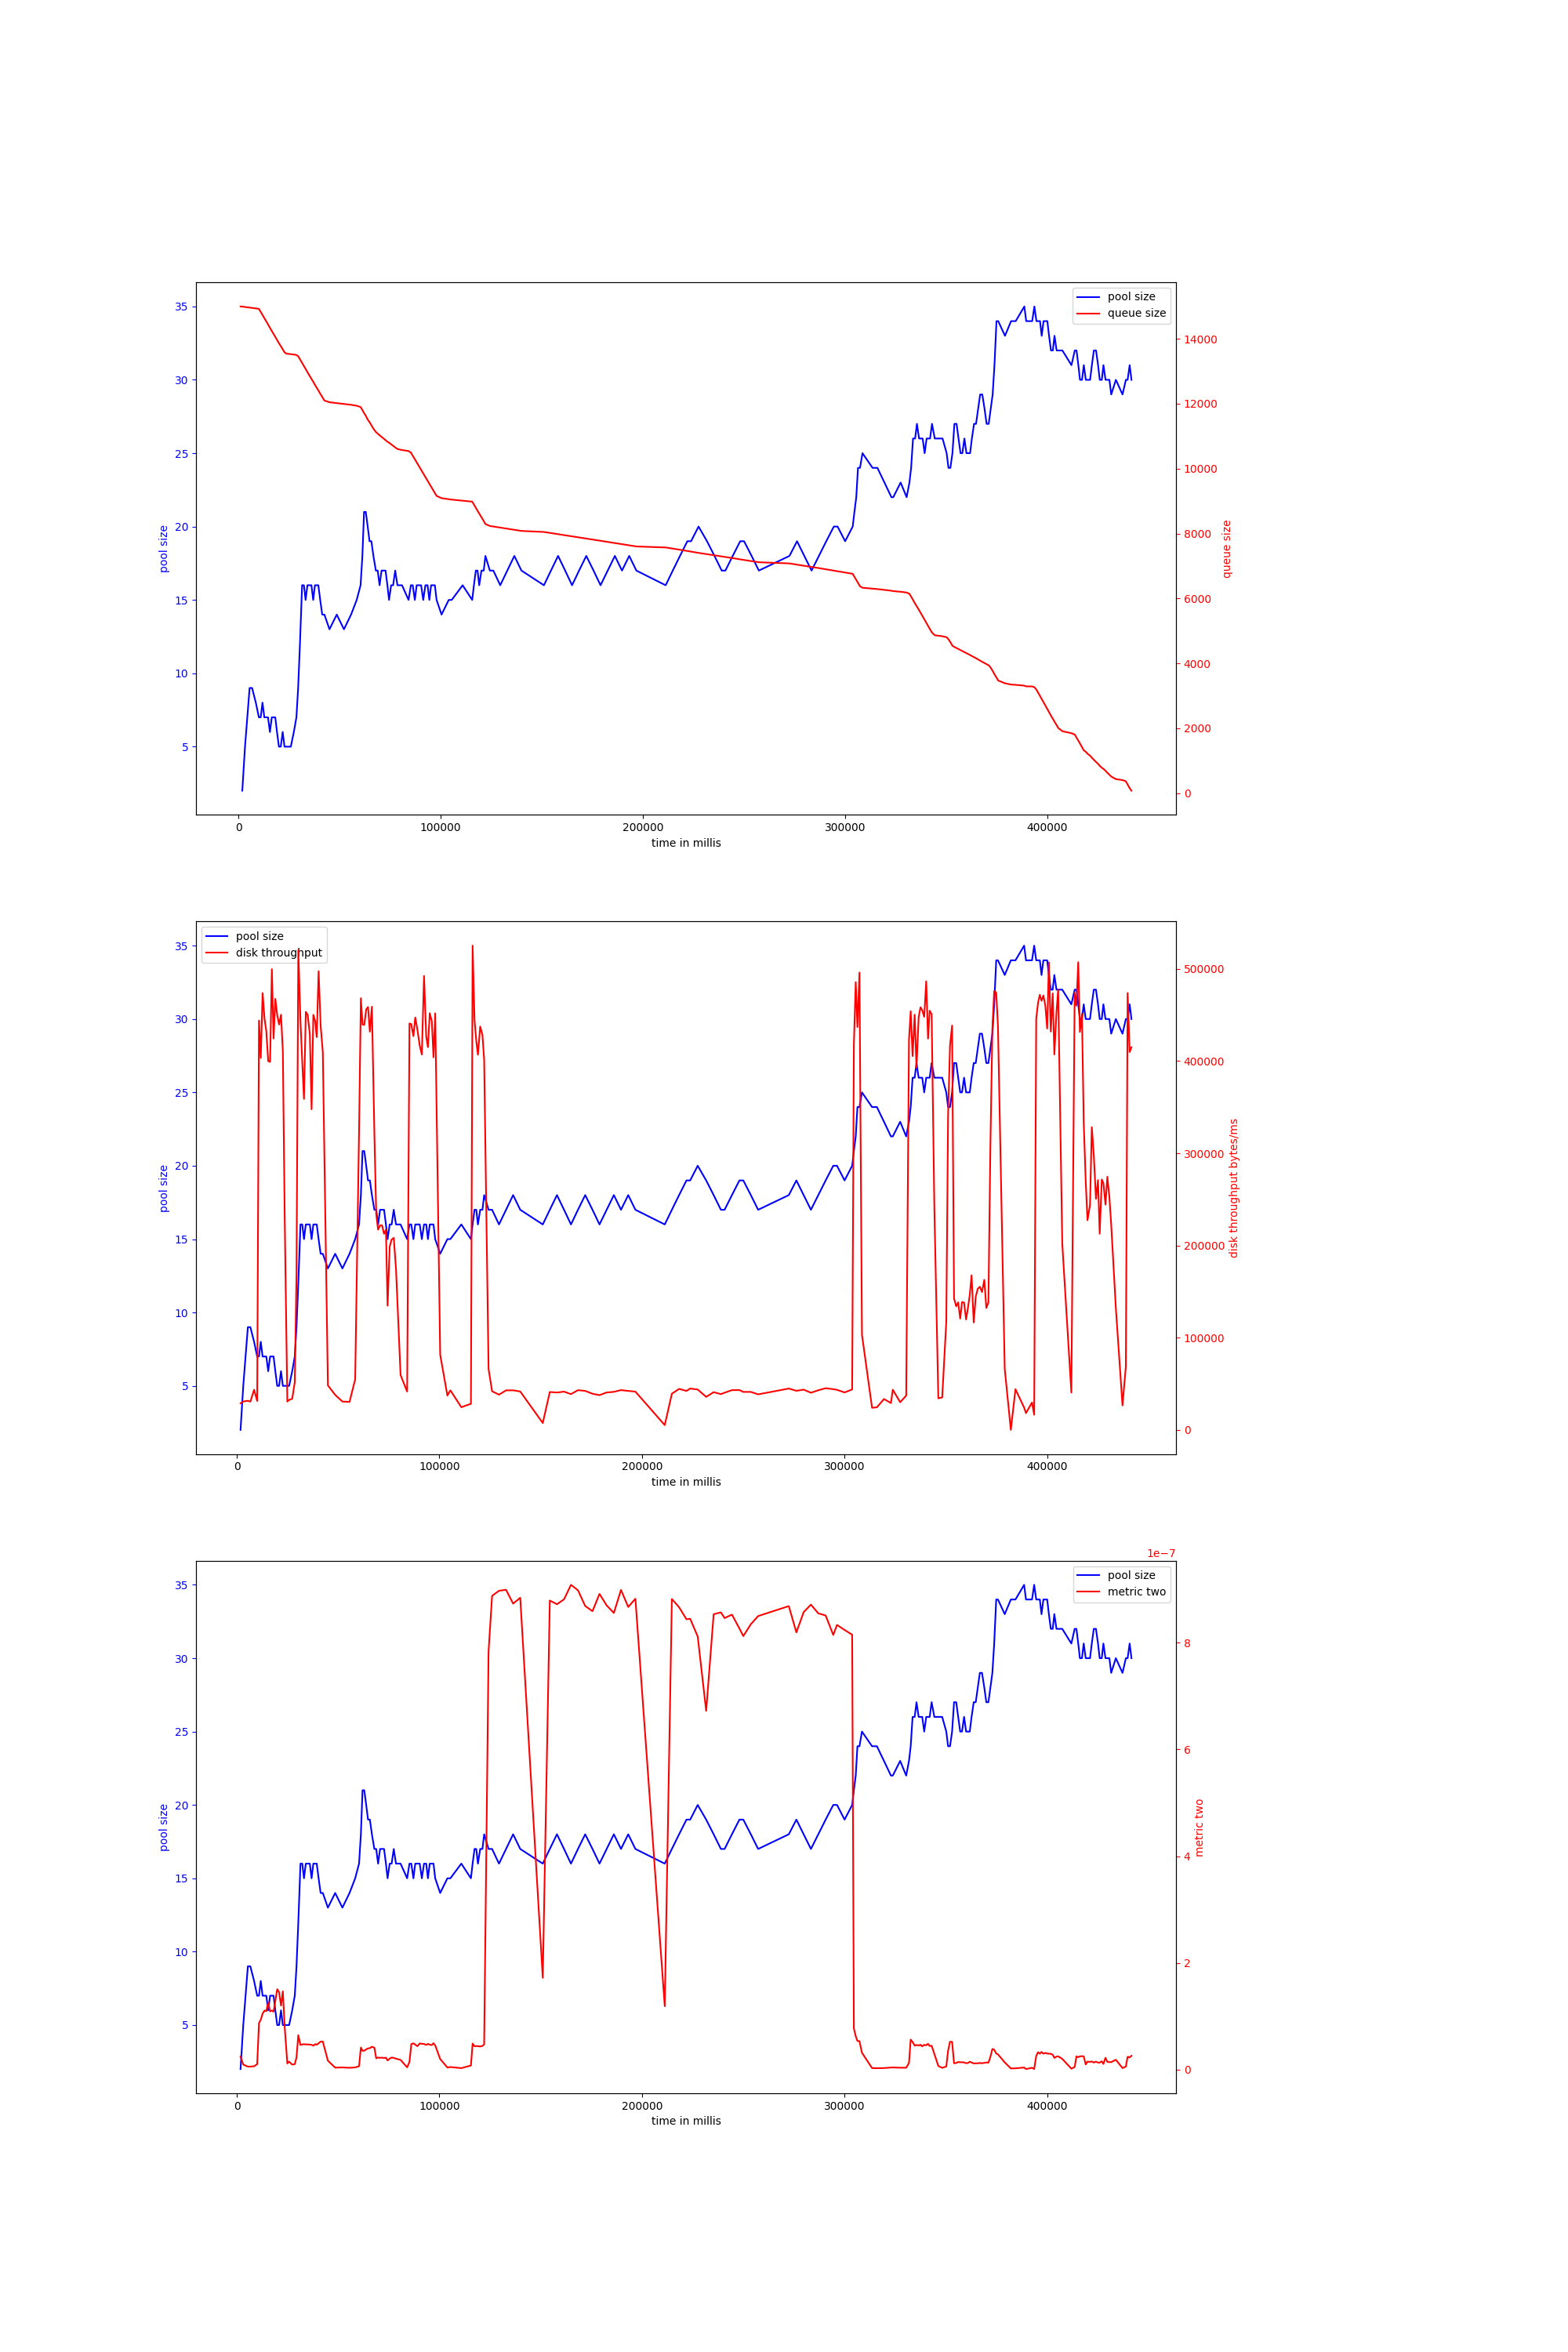 35
30
25
20
15
10
5
pool size
pool size
queue size
14000
12000
10000
8000
6000
4000
2000
0
queue size
0 100000 200000 300000 400000
time in millis
35
30
25
20
15
10
5
pool size
pool size
disk throughput
500000
400000
300000
200000
100000
0
disk throughput bytes/ms
0 100000 200000 300000 400000
time in millis
1e−7
35
30
25
20
15
10
5
pool size
pool size
metric two
8
6
4
2
0
metric two
0 100000 200000 300000 400000
time in millis